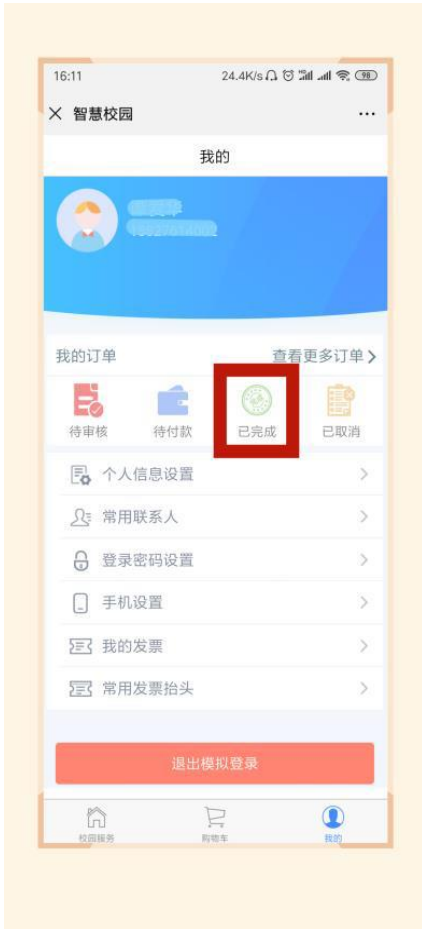 16:11 24.4K/s 98
智慧校园
我的
我的订单 查看更多订单
待审核 待付款 已完成 已取消
个人信息设置
常用联系人
登录密码设置
手机设置
我的发票
常用发票抬头
退出模拟登录
校园服务 购物车 我的